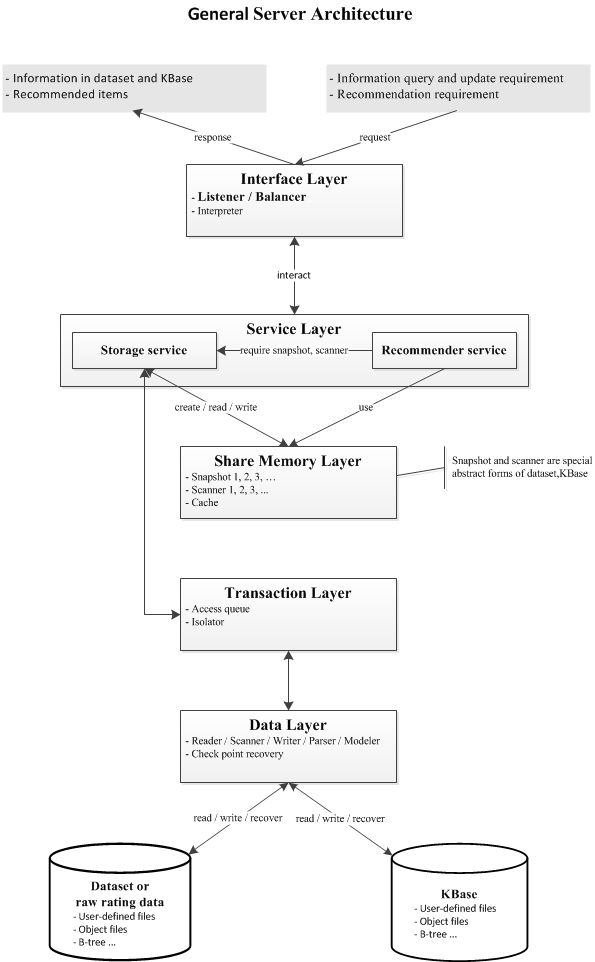 General Server Architecture
- Information in dataset and KBase
- Recommended items
- Information query and update requirement
- Recommendation requirement
response
request
Interface Layer
- Listener / Balancer
- Interpreter
interact
Service Layer
Storage service
require snapshot, scanner
Recommender service
create / read / write
use
Share Memory Layer
- Snapshot 1, 2, 3, …
- Scanner 1, 2, 3, ...
- Cache
Snapshot and scanner are special
abstract forms of dataset,KBase
Transaction Layer
- Access queue
- Isolator
Data Layer
- Reader / Scanner / Writer / Parser / Modeler
- Check point recovery
read / write / recover
read / write / recover
Dataset or
raw rating data
- User-defined files
- Object files
- B-tree ...
KBase
- User-defined files
- Object files
- B-tree ...